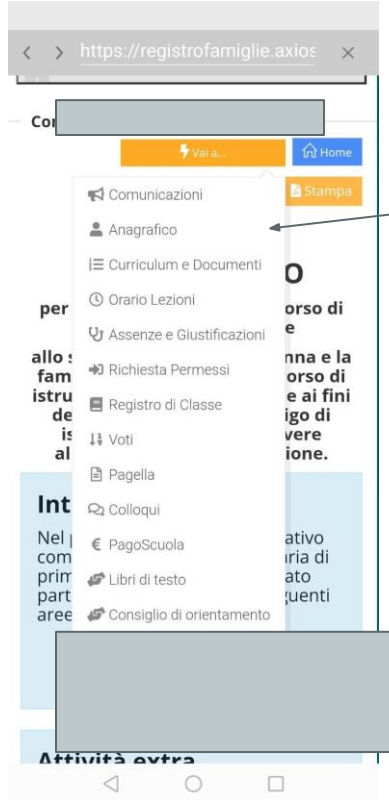 https://registrofamiglie.axios
Co
Vai a...
Home
Stampa
Comunicazioni
Anagrafico
Curriculum e Documenti
O
Orario Lezioni
per
orso di
e
Assenze e Giustificazioni
allo s
nna e la
Richiesta Permessi
fam
orso di
istru
e ai fini
Registro di Classe
de
igo di
Voti
is
vere
al
ione.
Pagella
Int
Colloqui
Nel
ativo
PagoScuola
com
ria di
prim
ato
Libri di testo
part
guenti
aree
Consiglio di orientamento
Attività extra